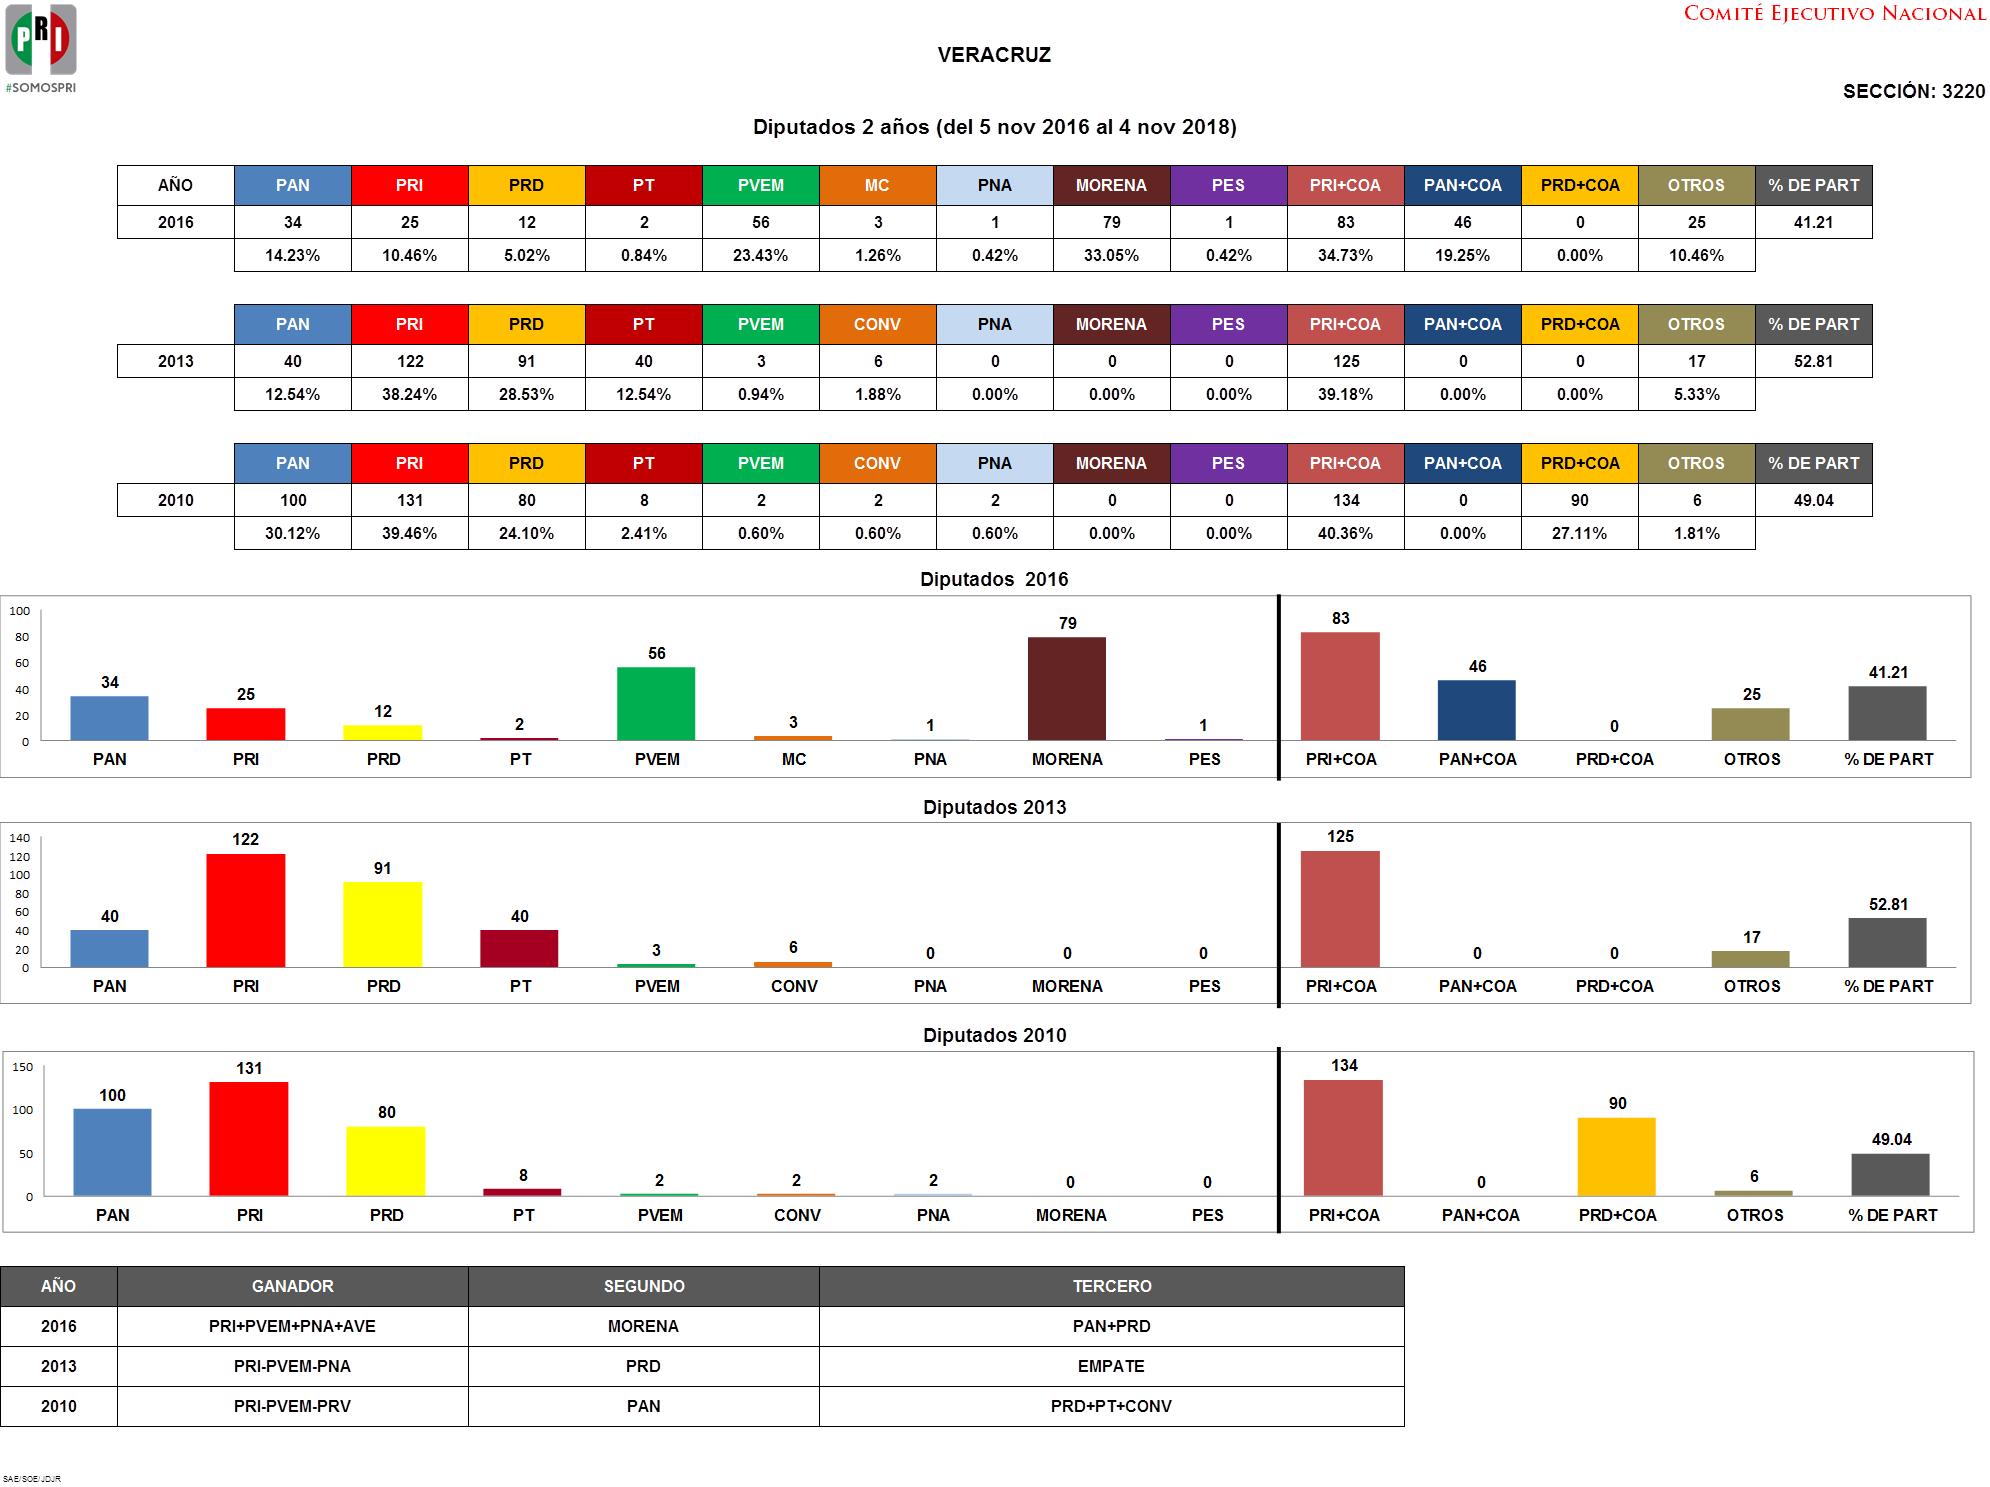 PRI
#SOMOSPRI
COMITÉ EJECUTIVO NACIONAL
VERACRUZ
SECCIÓN: 3220
Diputados 2 años (del 5 nov 2016 al 4 nov 2018)
AÑO PAN PRI PRD PT PVEM MC PNA MORENA PES PRI+COA PAN+COA PRD+COA OTROS % DE PART
2016 34 25 12 2 56 3 1 79 1 83 46 0 25 41.21
14.23% 10.46% 5.02% 0.84% 23.43% 1.26% 0.42% 33.05% 0.42% 34.73% 19.25% 0.00% 10.46%
PAN PRI PRD PT PVEM CONV PNA MORENA PES PRI+COA PAN+COA PRD+COA OTROS % DE PART
2013 40 122 91 40 3 6 0 0 0 125 0 0 17 52.81
12.54% 38.24% 28.53% 12.54% 0.94% 1.88% 0.00% 0.00% 0.00% 39.18% 0.00% 0.00% 5.33%
PAN PRI PRD PT PVEM CONV PNA MORENA PES PRI+COA PAN+COA PRD+COA OTROS % DE PART
2010 100 131 80 8 2 2 2 0 0 134 0 90 6 49.04
30.12% 39.46% 24.10% 2.41% 0.60% 0.60% 0.60% 0.00% 0.00% 40.36% 0.00% 27.11% 1.81%
Diputados 2016
100
80
60
40
20
0
34 25 12 2 56 3 1 79 1 83 46 0 25 41.21
PAN PRI PRD PT PVEM MC PNA MORENA PES PRI+COA PAN+COA PRD+COA OTROS % DE PART
Diputados 2013
140
120
100
80
60
40
20
0
40 122 91 40 3 6 0 0 0 125 0 0 17 52.81
PAN PRI PRD PT PVEM CONV PNA MORENA PES PRI+COA PAN+COA PRD+COA OTROS % DE PART
Diputados 2010
150
100
50
0
100 131 80 8 2 2 2 0 0 134 0 90 6 49.04
PAN PRI PRD PT PVEM CONV PNA MORENA PES PRI+COA PAN+COA PRD+COA OTROS % DE PART
AÑO GANADOR SEGUNDO TERCERO
2016 PRI+PVEM+PNA+AVE MORENA PAN+PRD
2013 PRI-PVEM-PNA PRD EMPATE
2010 PRI-PVEM-PRV PAN PRD+PT+CONV
SAE/SOE/JDJR